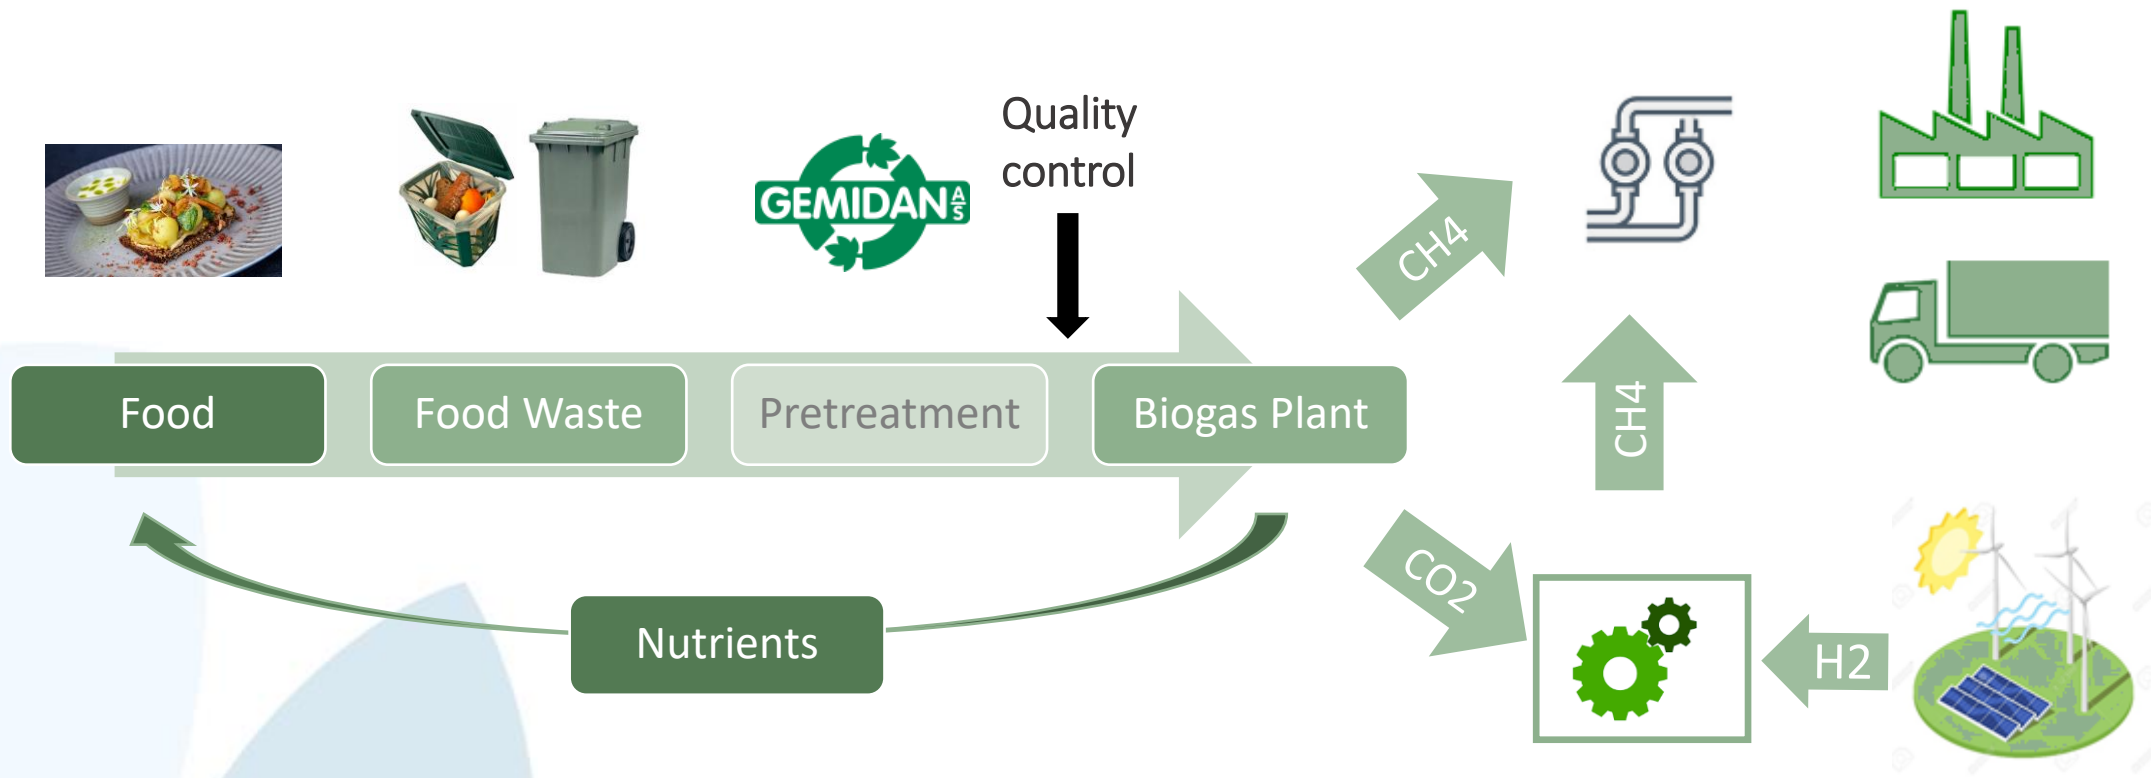 Quality
control
GEMIDAN A/S
CH4
Food
Food Waste
Pretreatment
Biogas Plant
CH4
CO2
Nutrients
H2